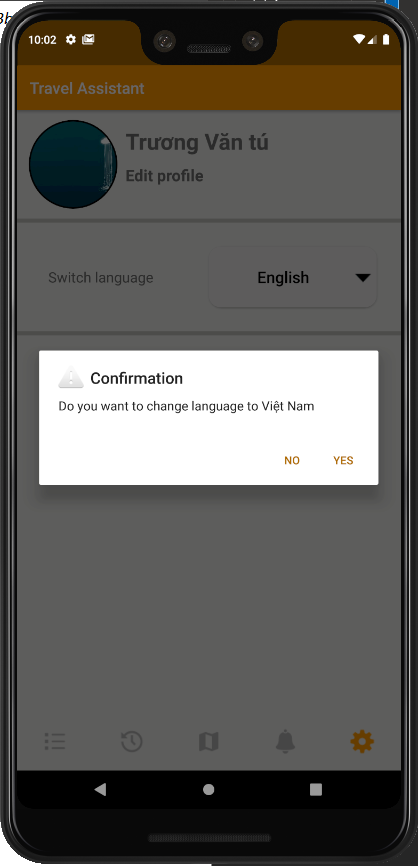 10:02
Travel Assistant
Trương Văn tú
Edit profile
Switch language
English
Confirmation
Do you want to change language to Việt Nam
NO YES